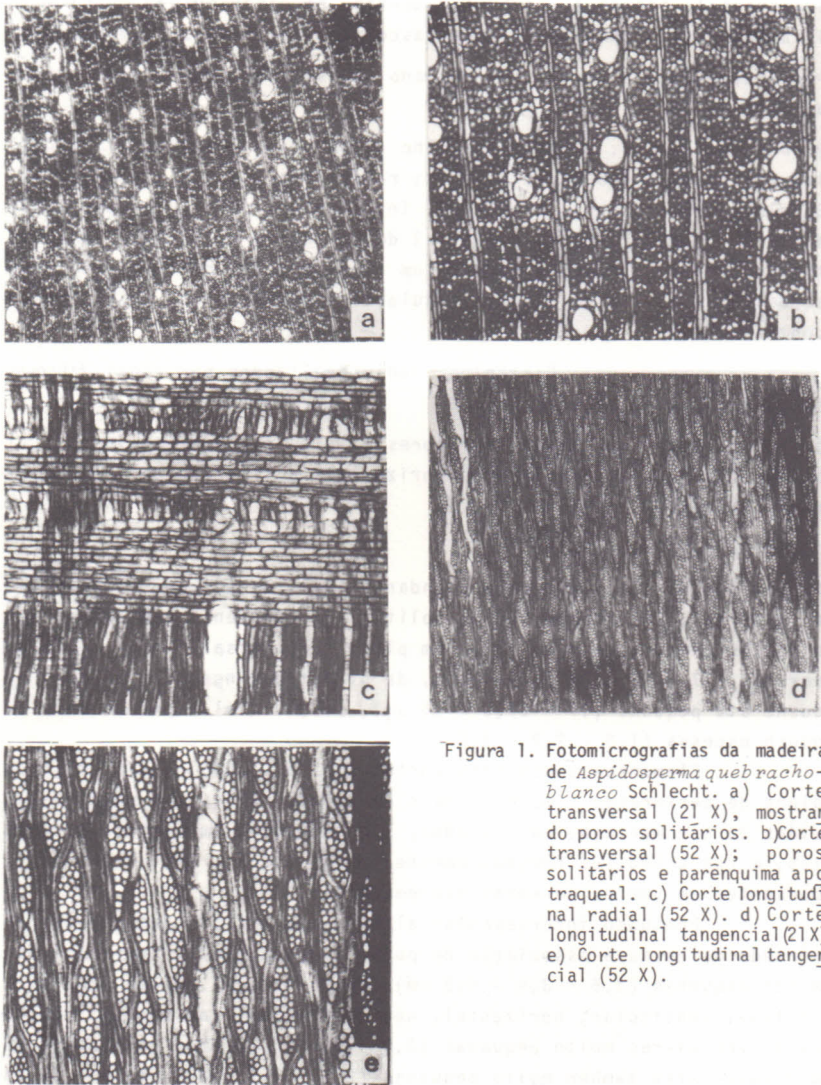 a
b
c
d
e
Figura 1. Fotomicrografias da madeira
de Aspidosperma quebracho-
blanco Schlecht. a) Corte
transversal (21 X), mostran
do poros solitários. b)Corte
transversal (52 X); poros
solitários e parênquima apo
traqueal. c) Corte longitudi
nal radial (52 X). d) Corte
longitudinal tangencial(21X)
e) Corte longitudinal tangen
cial (52 X).